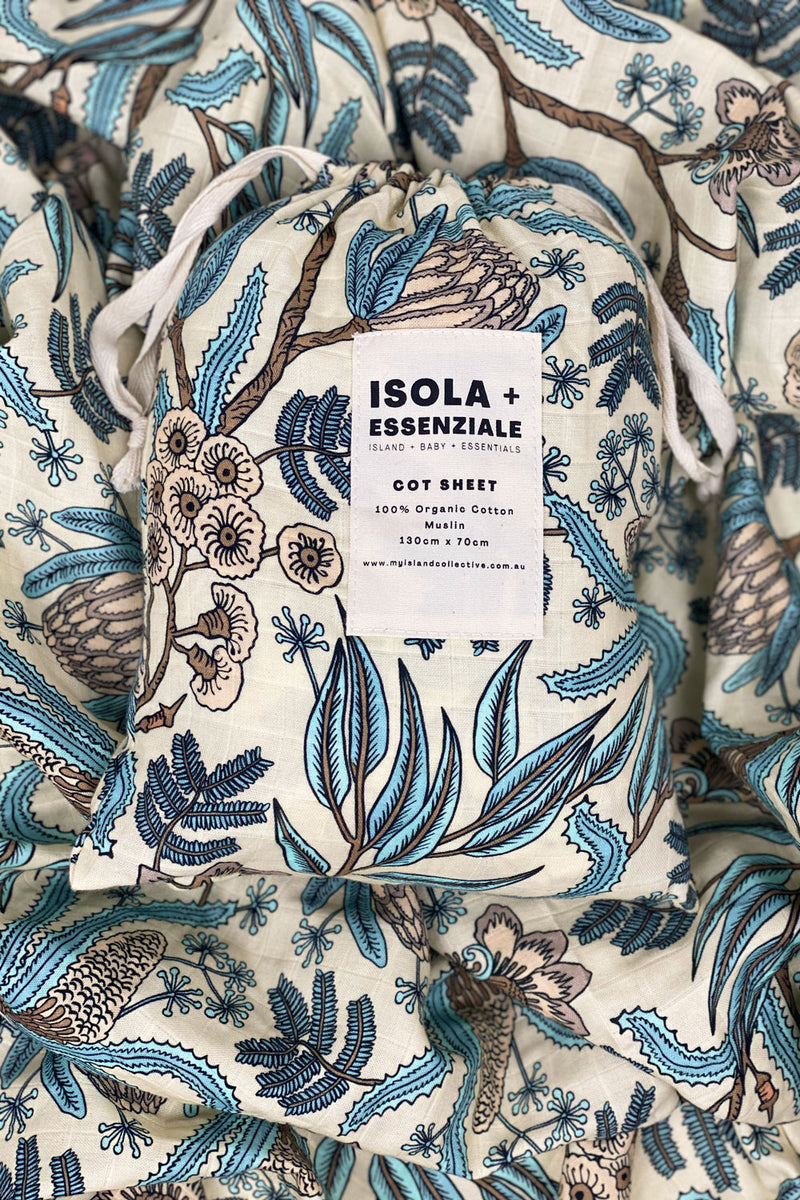 ISOLA +
ESSENZIALE
ISLAND + BABY + ESSENTIALS
COT SHEET
100% Organic Cotton
Muslin
130cm x 70cm
www.myislandcollective.com.au